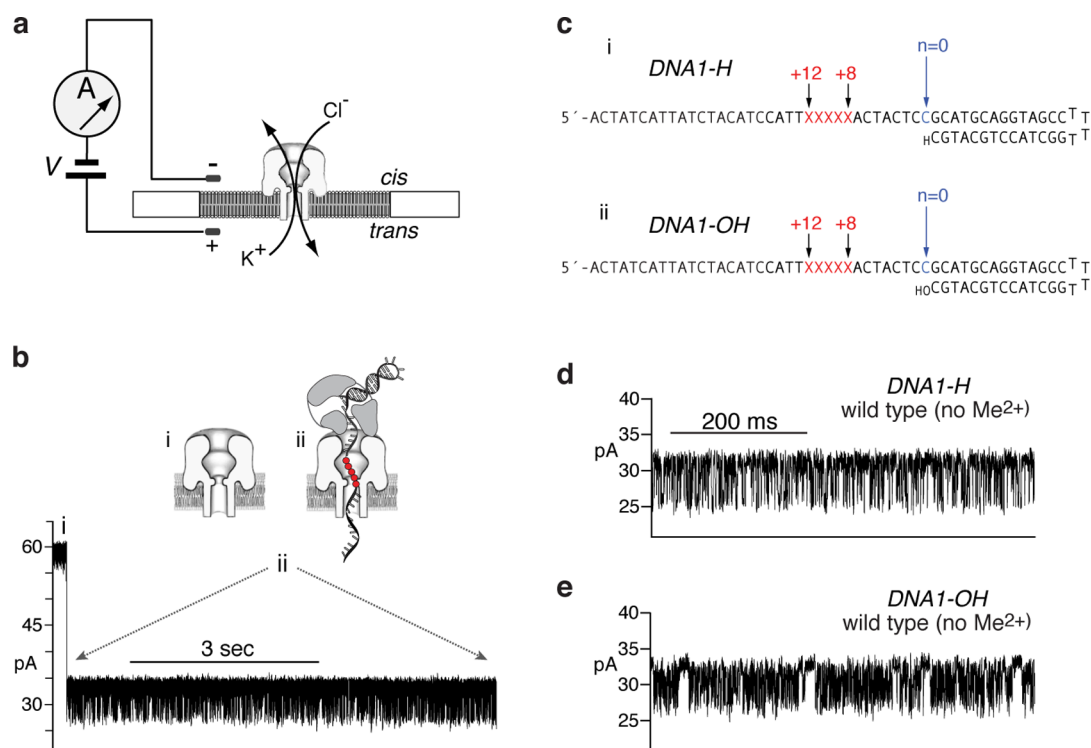 a
A
V
-
+
Cl-
K+
cis
trans
b
i
ii
i
60
45
pA
30
ii
3 sec
c
i
DNA1-H
n=0
+12 +8
5´-ACTATCATTATCTACATCCATTXXXXXACTACTCCGCATGCAGGTAGCCTT
HCGTACGTCCATCGGTT
ii
DNA1-OH
n=0
+12 +8
5´-ACTATCATTATCTACATCCATTXXXXXACTACTCCGCATGCAGGTAGCCTT
HOCGTACGTCCATCGGTT
d
DNA1-H
wild type (no Me2+)
40
35
pA
30
25
200 ms
e
DNA1-OH
wild type (no Me2+)
40
35
pA
30
25